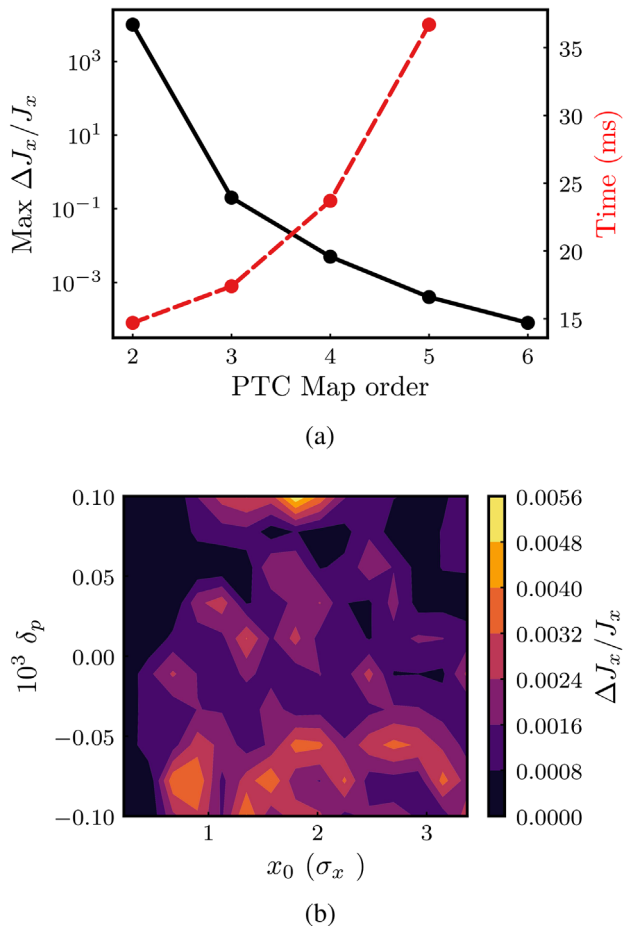 Max ΔJ_x/J_x
10^3
10^1
10^−1
10^−3
35
30
25
20
15
Time (ms)
2 3 4 5 6
PTC Map order
(a)
10^3 δ_p
0.10
0.05
0.00
−0.05
−0.10
0.0056
0.0048
0.0040
0.0032
0.0024
0.0016
0.0008
0.0000
ΔJ_x/J_x
1 2 3
x_0 (σ_x )
(b)